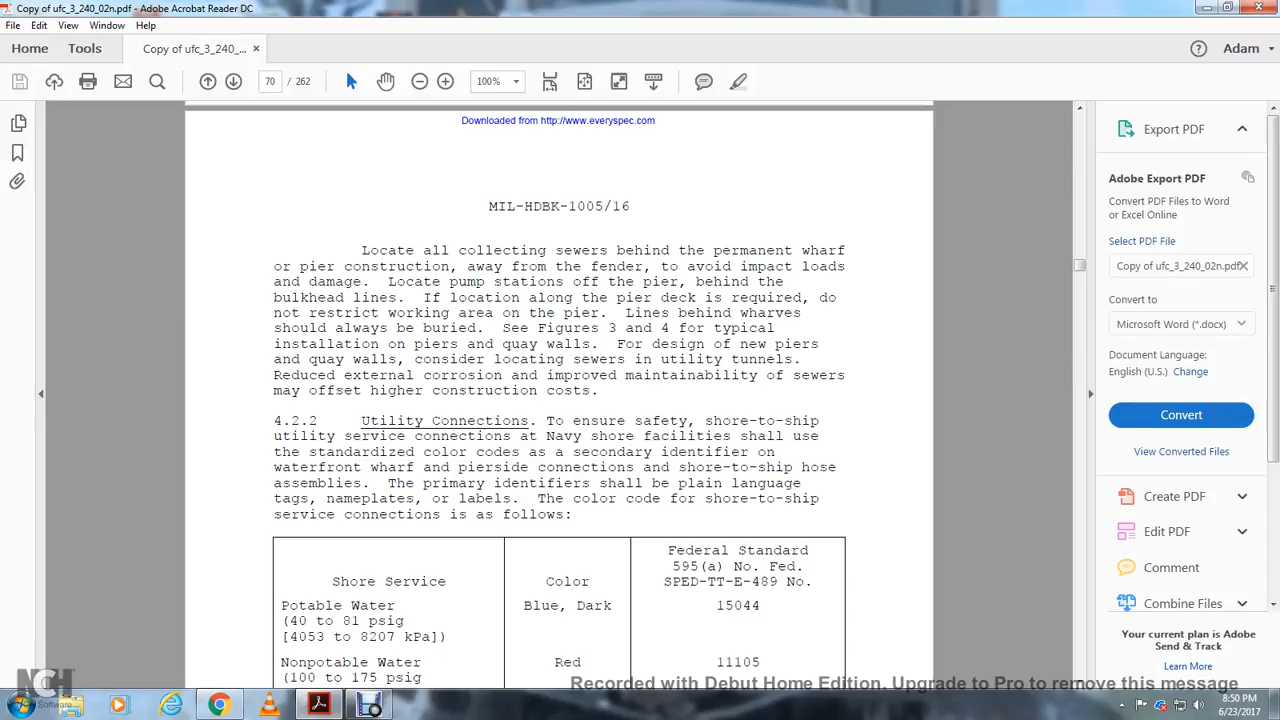 Copy of ufc_3_240_02n.pdf - Adobe Acrobat Reader DC
File Edit View Window Help
Home Tools Copy of ufc_3_240_... × Adam
70 / 262 100%
Downloaded from http://www.everyspec.com
MIL-HDBK-1005/16
Locate all collecting sewers behind the permanent wharf
or pier construction, away from the fender, to avoid impact loads
and damage. Locate pump stations off the pier, behind the
bulkhead lines. If location along the pier deck is required, do
not restrict working area on the pier. Lines behind wharves
should always be buried. See Figures 3 and 4 for typical
installation on piers and quay walls. For design of new piers
and quay walls, consider locating sewers in utility tunnels.
Reduced external corrosion and improved maintainability of sewers
may offset higher construction costs.
4.2.2 Utility Connections. To ensure safety, shore-to-ship
utility service connections at Navy shore facilities shall use
the standardized color codes as a secondary identifier on
waterfront wharf and pierside connections and shore-to-ship hose
assemblies. The primary identifiers shall be plain language
tags, nameplates, or labels. The color code for shore-to-ship
service connections is as follows:
Federal Standard
595(a) No. Fed.
Shore Service Color SPED-TT-E-489 No.
Potable Water Blue, Dark 15044
(40 to 81 psig
[4053 to 8207 kPa])
Nonpotable Water Red 11105
(100 to 175 psig
Export PDF
Adobe Export PDF
Convert PDF Files to Word
or Excel Online
Select PDF File
Copy of ufc_3_240_02n.pdf
Convert to
Microsoft Word (*.docx)
Document Language:
English (U.S.) Change
Convert
View Converted Files
Create PDF
Edit PDF
Comment
Combine Files
Your current plan is Adobe
Send & Track
Learn More
NCH
Software
Recorded with Debut Home Edition. Upgrade to Pro to remove this message
8:50 PM
6/23/2017